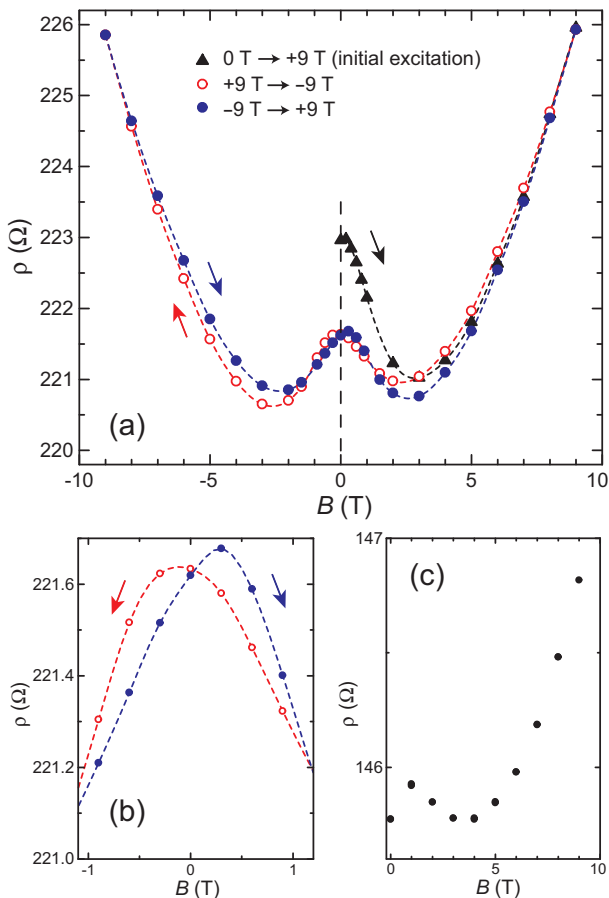 226
225
224
223
222
221
220
ρ (Ω)
▲ 0 T → +9 T (initial excitation)
○ +9 T → –9 T
● –9 T → +9 T
(a)
-10 -5 0 5 10
B (T)
221.6
221.4
221.2
221.0
ρ (Ω)
(b)
-1 0 1
B (T)
147
146
ρ (Ω)
(c)
0 5 10
B (T)